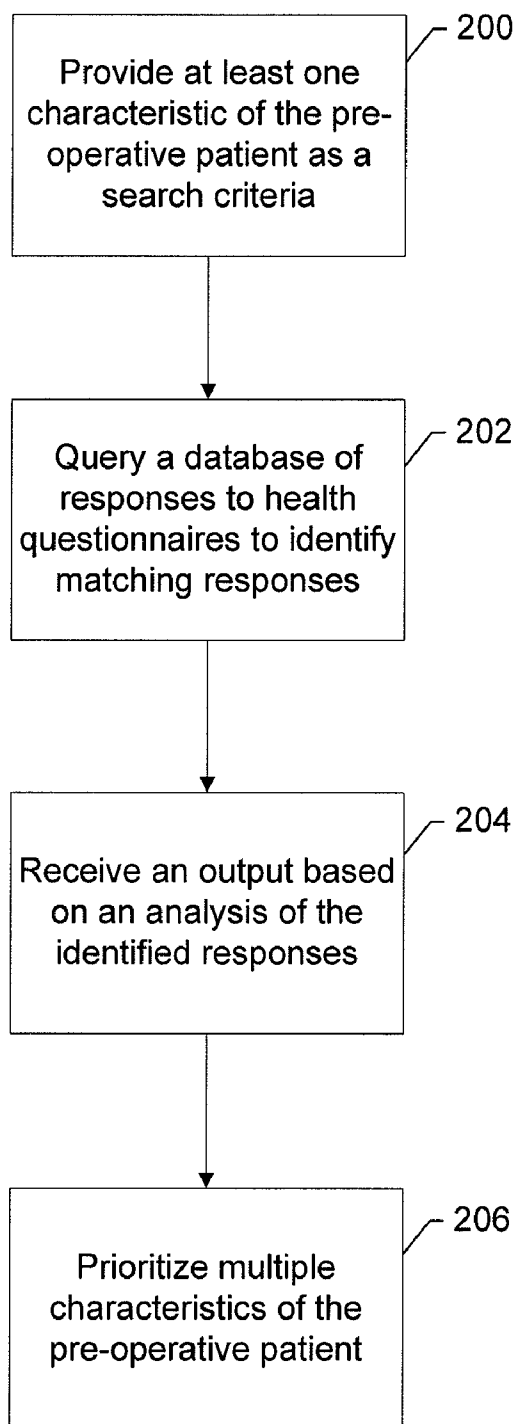 200
Provide at least one
characteristic of the pre-
operative patient as a
search criteria
202
Query a database of
responses to health
questionnaires to identify
matching responses
204
Receive an output based
on an analysis of the
identified responses
206
Prioritize multiple
characteristics of the
pre-operative patient